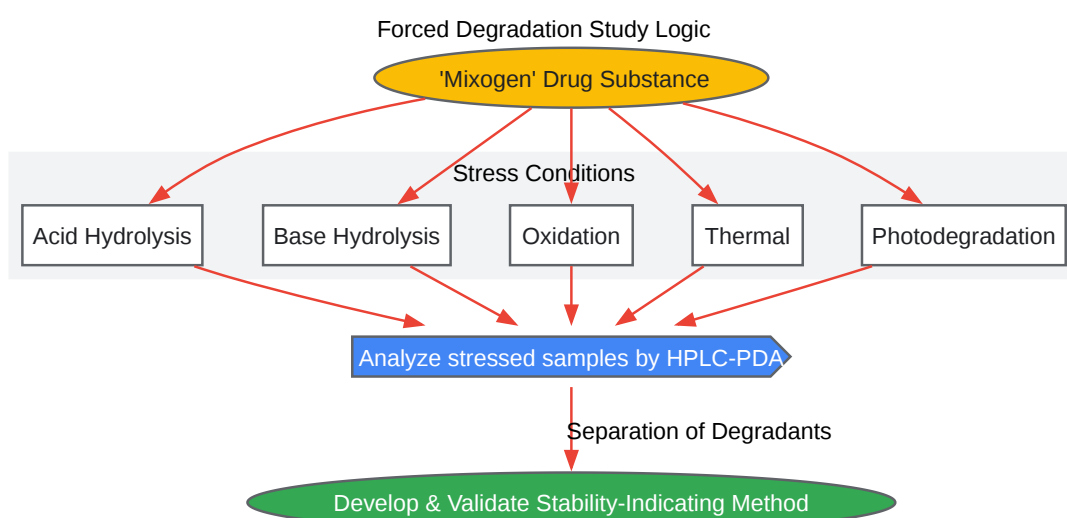 Forced Degradation Study Logic
'Mixogen' Drug Substance
Stress Conditions
Acid Hydrolysis
Base Hydrolysis
Oxidation
Thermal
Photodegradation
Analyze stressed samples by HPLC-PDA
Separation of Degradants
Develop & Validate Stability-Indicating Method